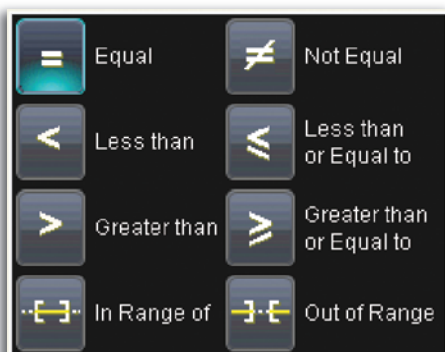 = Equal
≠ Not Equal
< Less than
≤ Less than
or Equal to
> Greater than
≥ Greater than
or Equal to
In Range of
Out of Range